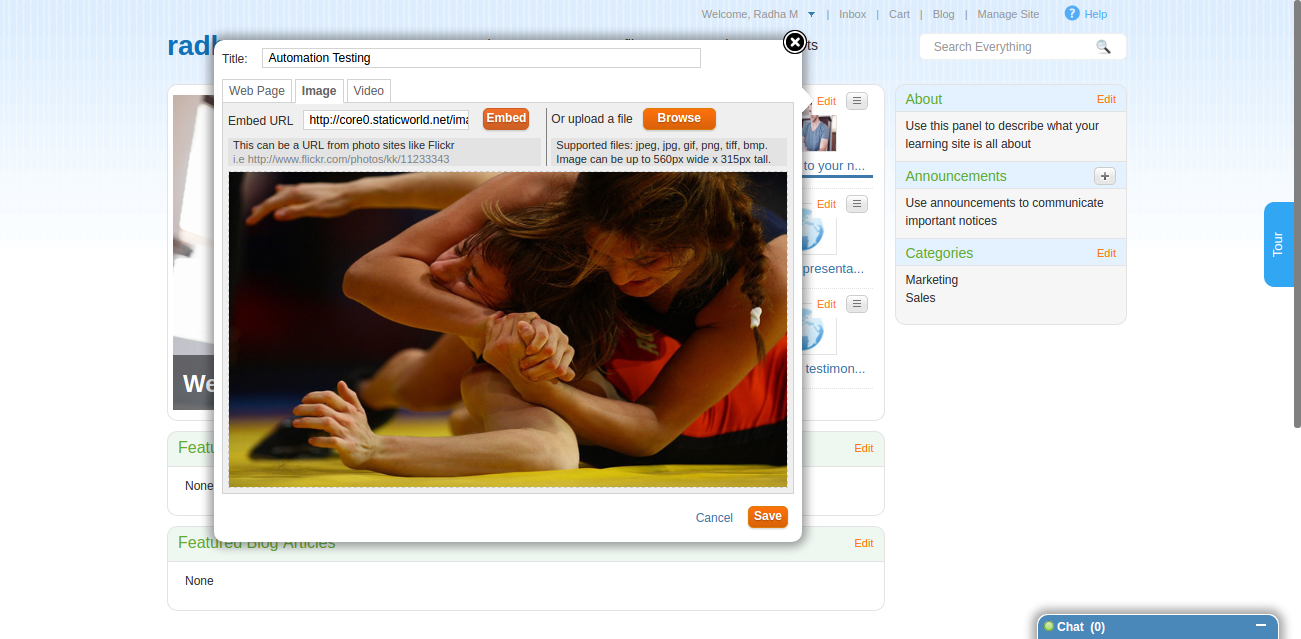 Welcome, Radha M | Inbox | Cart | Blog | Manage Site ? Help
radh
ts
Search Everything
Title: Automation Testing
Web Page Image Video
Embed URL http://core0.staticworld.net/ima Embed Or upload a file Browse
This can be a URL from photo sites like Flickr
i.e http://www.flickr.com/photos/kk/11233343
Supported files: jpeg, jpg, gif, png, tiff, bmp.
Image can be up to 560px wide x 315px tall.
Cancel Save
Edit
to your n...
Edit
presenta...
Edit
testimon...
We
About Edit
Use this panel to describe what your
learning site is all about
Announcements +
Use announcements to communicate
important notices
Categories Edit
Marketing
Sales
Tour
Featu Edit
None
Featured Blog Articles Edit
None
Chat (0)